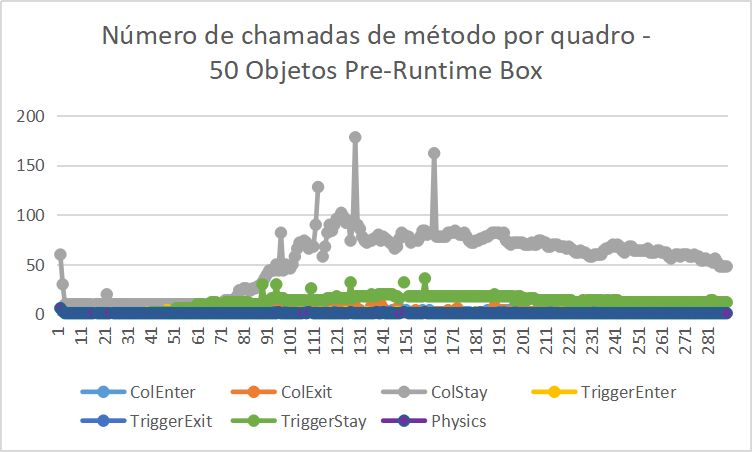 Número de chamadas de método por quadro -
50 Objetos Pre-Runtime Box
200
150
100
50
0
1 11 21 31 41 51 61 71 81 91 101 111 121 131 141 151 161 171 181 191 201 211 221 231 241 251 261 271 281
ColEnter ColExit ColStay TriggerEnter
TriggerExit TriggerStay Physics